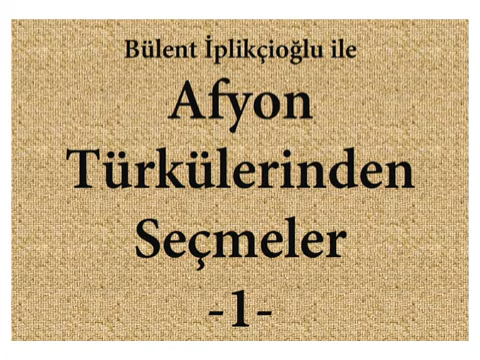 Bülent İplikçioğlu ile
Afyon
Türkülerinden
Seçmeler
-1-